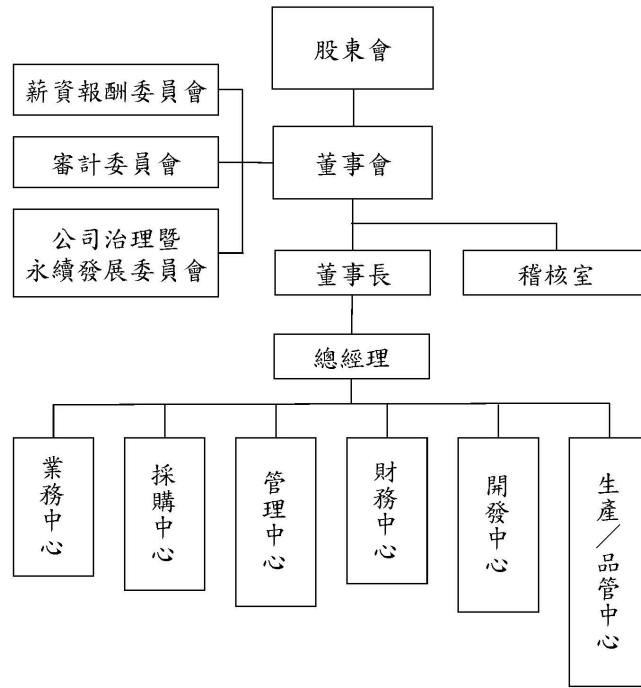 股東會
薪資報酬委員會
審計委員會
董事會
公司治理暨
永續發展委員會
董事長
稽核室
總經理
業務中心
採購中心
管理中心
財務中心
開發中心
生產／品管中心